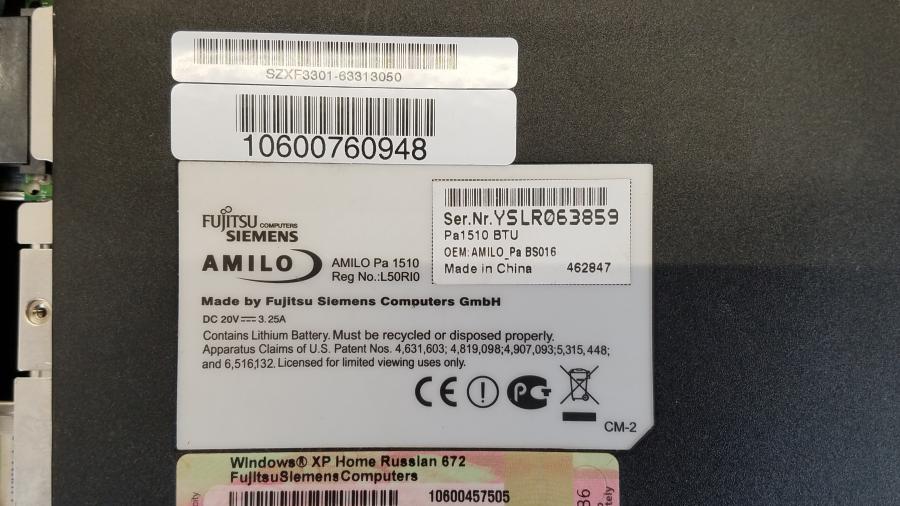 SZXF3301-63313050
10600760948
FUJITSU COMPUTERS
SIEMENS
AMILO
AMILO Pa 1510
Reg No.:L50RI0
Ser.Nr.YSLR063859
Pa1510 BTU
OEM:AMILO_Pa BS016
Made in China 462847
Made by Fujitsu Siemens Computers GmbH
DC 20V⎓3.25A
Contains Lithium Battery. Must be recycled or disposed properly.
Apparatus Claims of U.S. Patent Nos. 4,631,603; 4,819,098;4,907,093;5,315,448;
and 6,516,132. Licensed for limited viewing uses only.
CE
CM-2
Windows® XP Home Russian 672
FujitsuSiemensComputers
10600457505